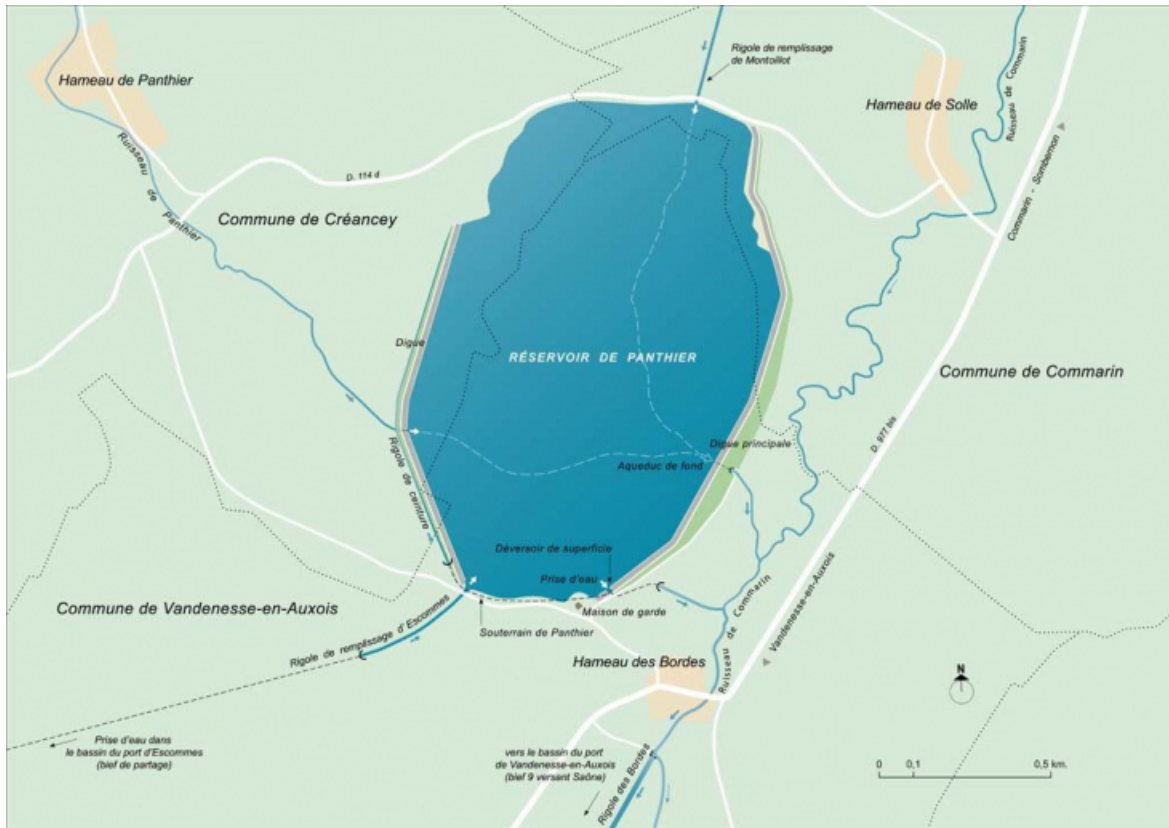 Rigole de remplissage
de Montoillot
Hameau de Panthier
Hameau de Solle
Ruisseau de Commarin
Ruisseau de Panthier
D. 114 d
Commarin - Sombernon
Commune de Créancey
Digue
RÉSERVOIR DE PANTHIER
Commune de Commarin
D. 977 bis
Rigole de ceinture
Digue principale
Aqueduc de fond
Déversoir de superficie
Prise d'eau
Commune de Vandenesse-en-Auxois
Maison de garde
Souterrain de Panthier
Rigole de remplissage d'Escommes
Ruisseau de Commarin
Vandenesse-en-Auxois
Hameau des Bordes
N
Prise d'eau dans
le bassin du port d'Escommes
(bief de partage)
vers le bassin du port
de Vandenesse-en-Auxois
(bief 9 versant Saône)
Rigole des Bordes
0 0,1 0,5 km.